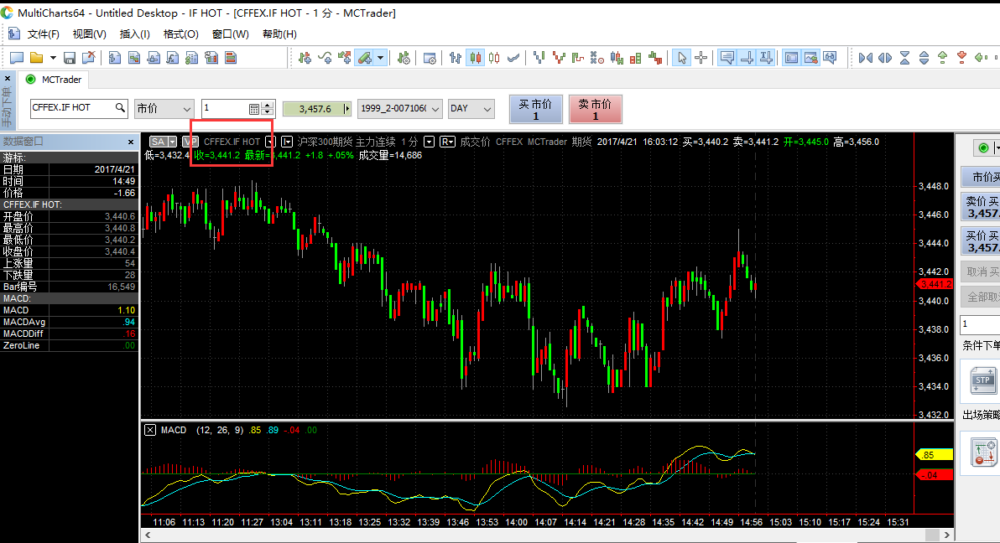 MultiCharts64 - Untitled Desktop - IF HOT - [CFFEX.IF HOT - 1 分 - MCTrader]
文件(F) 视图(V) 插入(I) 格式(O) 窗口(W) 帮助(H)
MCTrader
手动下单
CFFEX.IF HOT 市价 1 3,457.6 1999_2-007106( DAY 买 市价 1 卖 市价 1
数据窗口
游标:
日期 2017/4/21
时间 14:49
价格 -1.66
CFFEX.IF HOT:
开盘价 3,440.6
最高价 3,440.8
最低价 3,440.2
收盘价 3,440.4
上涨量 54
下跌量 28
Bar编号 16,549
MACD:
MACD 1.10
MACDAvg .94
MACDDiff .16
ZeroLine .00
SA VP CFFEX.IF HOT 沪深300期货 主力连续 1 分 R 成交价 CFFEX MCTrader 期货 2017/4/21 16:03:12 买=3,440.2 卖=3,441.2 开=3,445.0 高=3,456.0
低=3,432.4 收=3,441.2 最新=3,441.2 +1.8 +.05% 成交量=14,686
3,448.0
3,446.0
3,444.0
3,442.0
3,441.2
3,440.0
3,438.0
3,436.0
3,434.0
3,432.0
MACD (12, 26, 9) .85 .89 -.04 .00
.85
-.04
11:06 11:13 11:20 11:27 13:04 13:11 13:18 13:25 13:32 13:39 13:46 13:53 14:00 14:07 14:14 14:21 14:28 14:35 14:42 14:49 14:56 15:03 15:10 15:17 15:24 15:31
市价买
卖价 买
3,457.
买价 买
3,457.
取消 买
全部取
1
条件下单
STP
出场策略